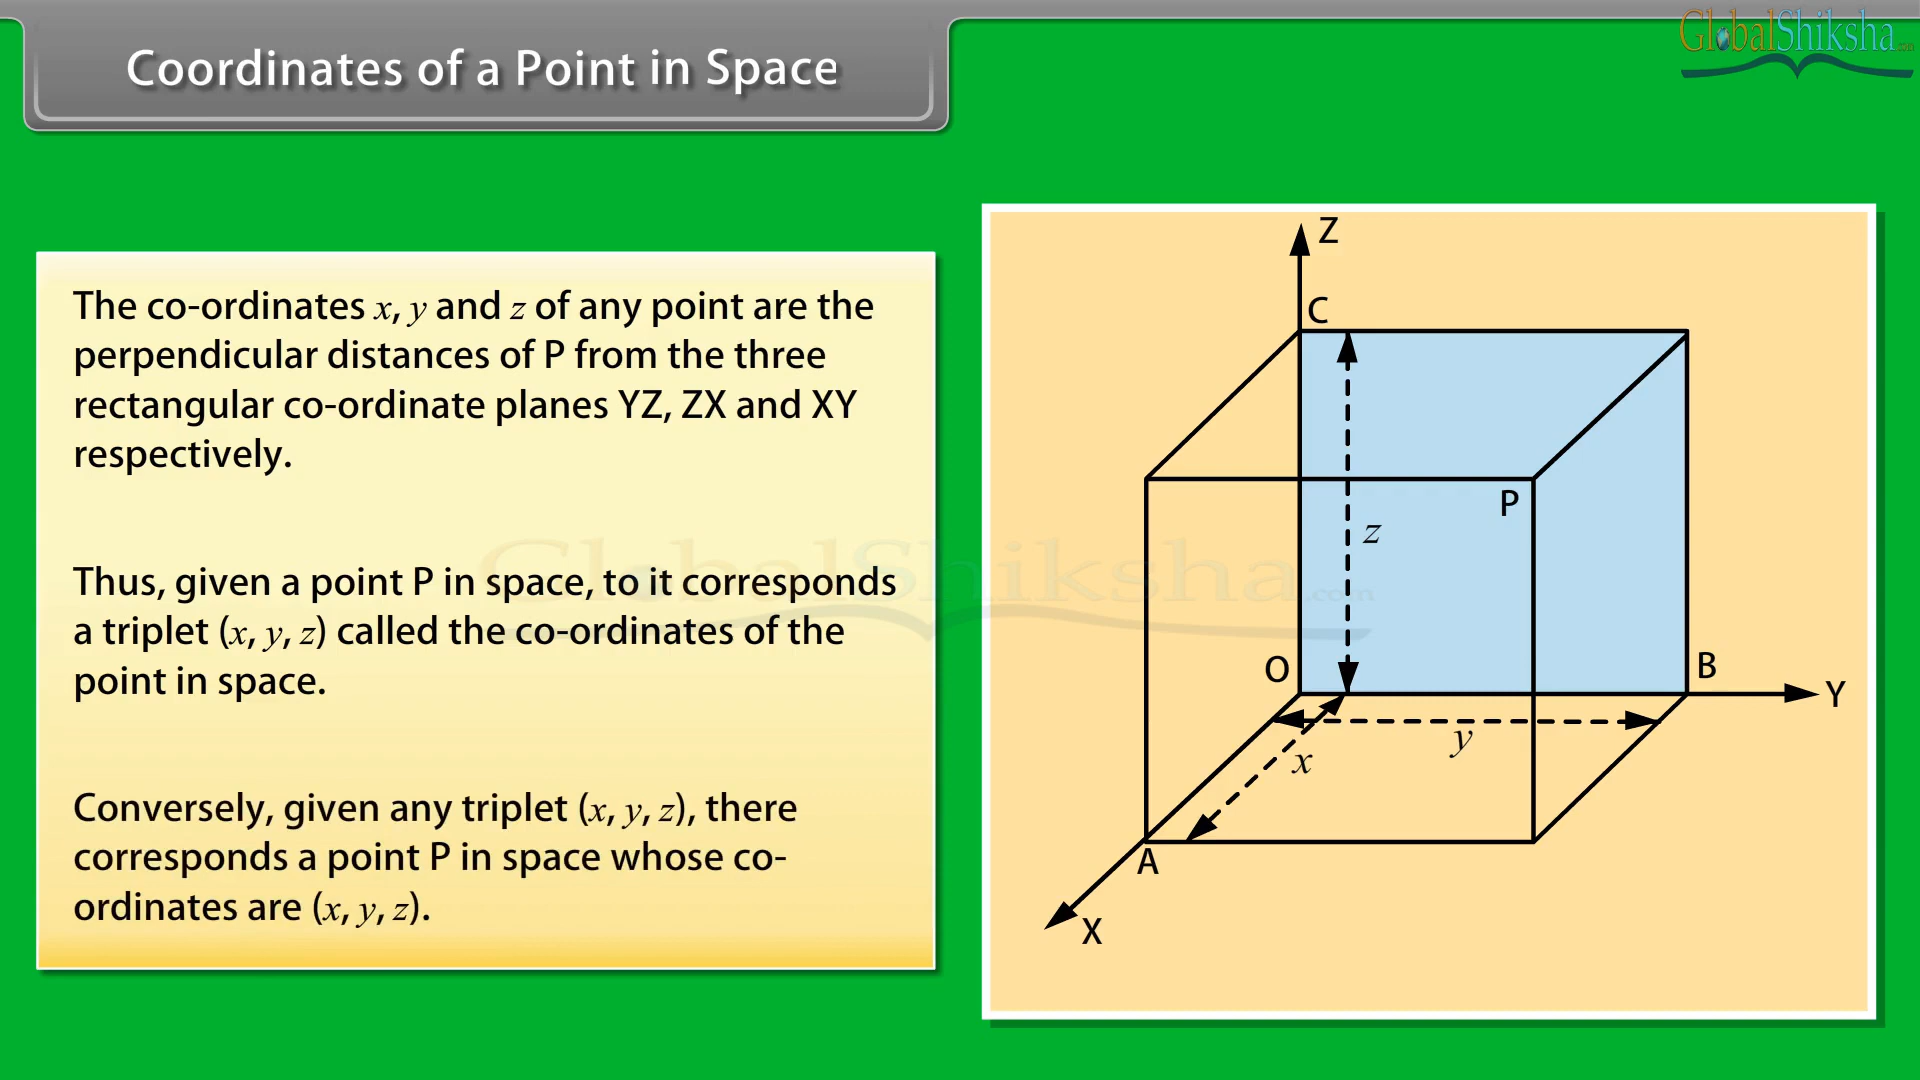 Coordinates of a Point in Space
GlobalShiksha.com
The co-ordinates x, y and z of any point are the
perpendicular distances of P from the three
rectangular co-ordinate planes YZ, ZX and XY
respectively.
Thus, given a point P in space, to it corresponds
a triplet (x, y, z) called the co-ordinates of the
point in space.
Conversely, given any triplet (x, y, z), there
corresponds a point P in space whose co-
ordinates are (x, y, z).
GlobalShiksha.com
Z
C
P
z
O
B
Y
y
x
A
X